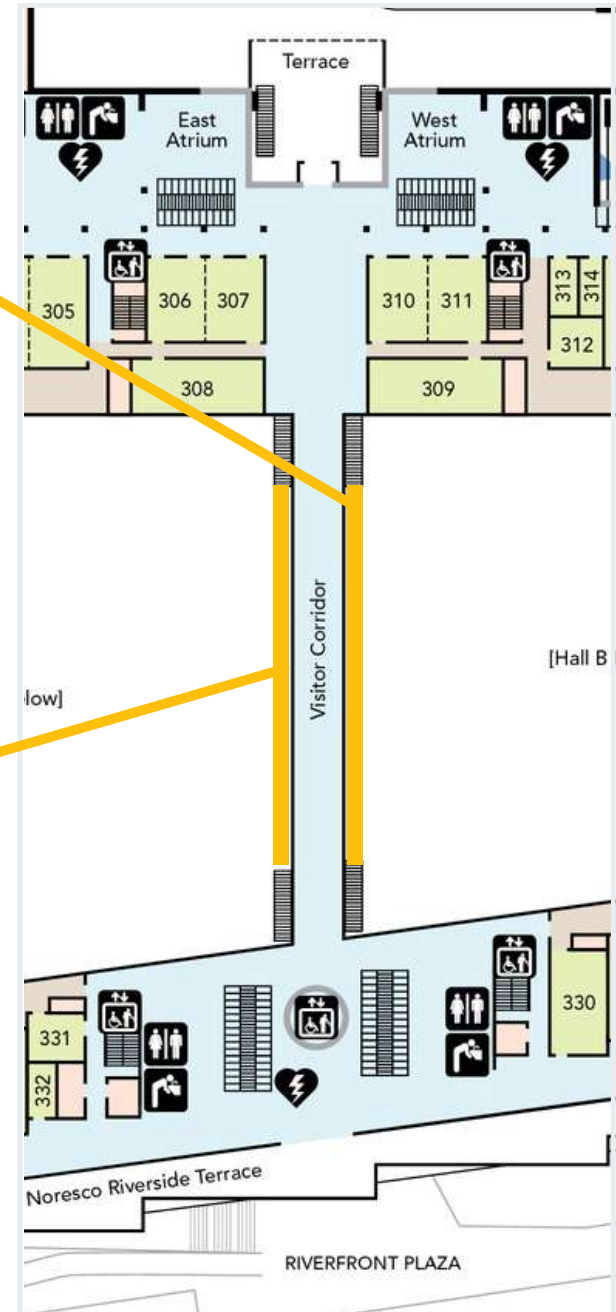 Terrace
East
Atrium
West
Atrium
305
306
307
310
311
313
314
312
308
309
Visitor Corridor
[Hall B
low]
330
331
332
Noresco Riverside Terrace
RIVERFRONT PLAZA